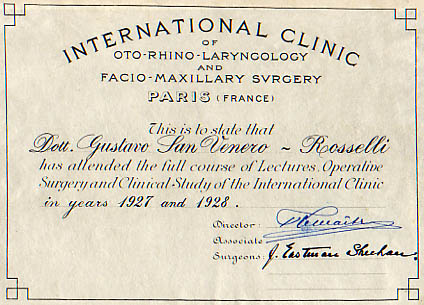 INTERNATIONAL CLINIC
OF
OTO-RHINO-LARYNGOLOGY
AND
FACIO-MAXILLARY SVRGERY
PARIS (FRANCE)
This is to state that
Dott. Gustavo San Venero ~ Rosselli
has attended the full course of Lectures, Operative
Surgery and Clinical Study of the International Clinic
in years 1927 and 1928.
Director:
Associate
Surgeons: J. Eastman Sheehan.